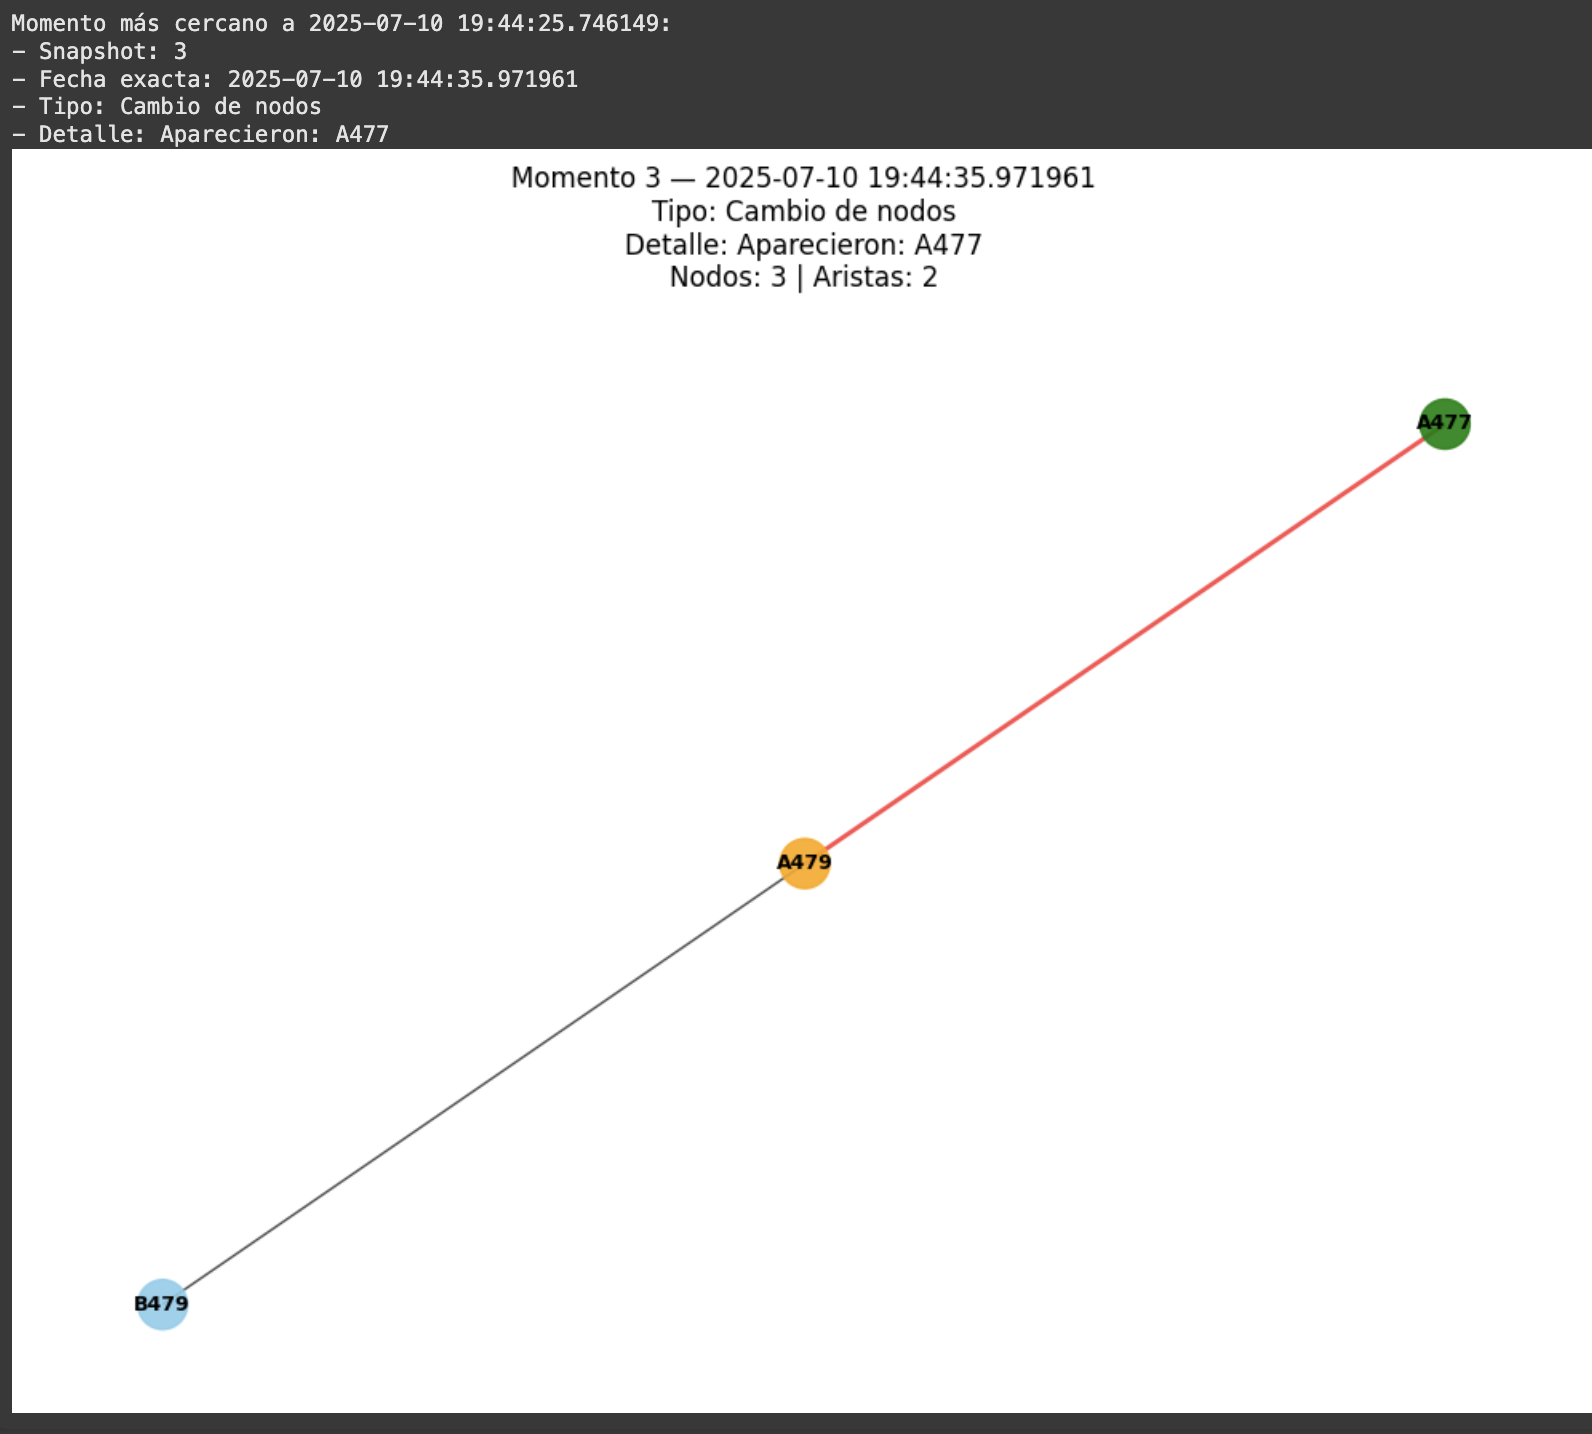 Momento más cercano a 2025-07-10 19:44:25.746149:
- Snapshot: 3
- Fecha exacta: 2025-07-10 19:44:35.971961
- Tipo: Cambio de nodos
- Detalle: Aparecieron: A477
Momento 3 — 2025-07-10 19:44:35.971961
Tipo: Cambio de nodos
Detalle: Aparecieron: A477
Nodos: 3 | Aristas: 2
A477
A479
B479